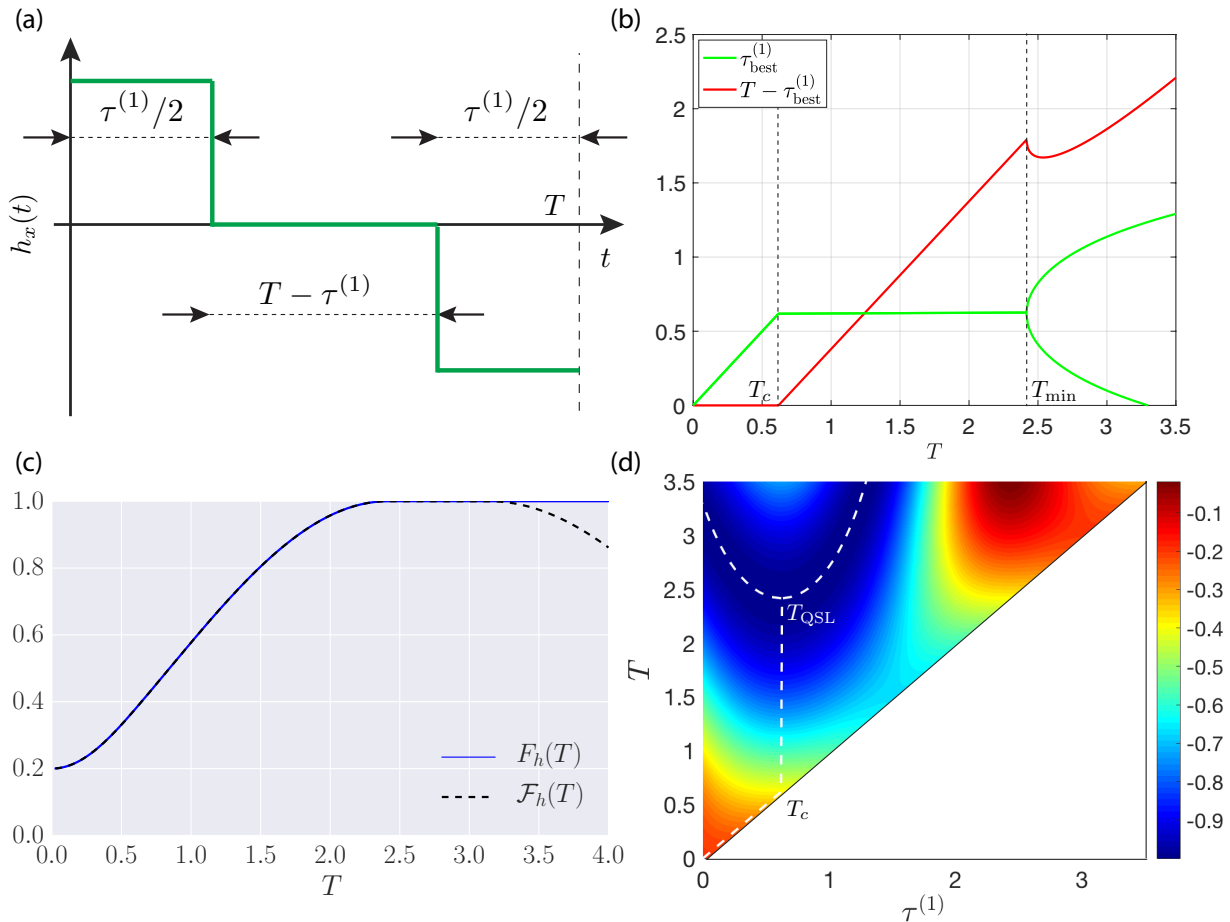 (a)
τ^(1)/2
τ^(1)/2
h_x(t)
T
t
T − τ^(1)
(b)
2.5
2
1.5
1
0.5
0
τ_best^(1)
T − τ_best^(1)
T_c
T_min
0 0.5 1 1.5 2 2.5 3 3.5
T
(c)
1.0
0.8
0.6
0.4
0.2
0.0
F_h(T)
ℱ_h(T)
0.0 0.5 1.0 1.5 2.0 2.5 3.0 3.5 4.0
T
(d)
3.5
3
2.5
2
1.5
1
0.5
0
T
T_QSL
T_c
0 1 2 3
τ^(1)
-0.1
-0.2
-0.3
-0.4
-0.5
-0.6
-0.7
-0.8
-0.9